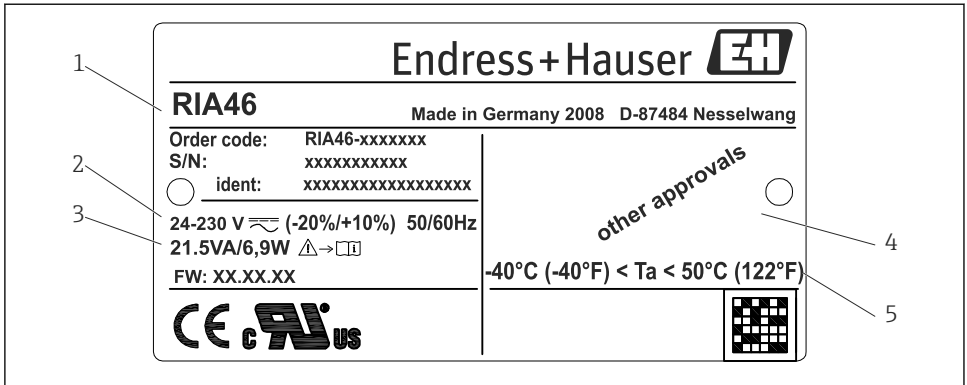 Endress+Hauser EH
1
RIA46 Made in Germany 2008 D-87484 Nesselwang
Order code: RIA46-xxxxxxx
S/N: xxxxxxxxxxx
ident: xxxxxxxxxxxxxxxxxx
other approvals
2
24-230 V (-20%/+10%) 50/60Hz
3
21.5VA/6,9W
4
FW: XX.XX.XX
-40°C (-40°F) < Ta < 50°C (122°F)
5
CE c RU US